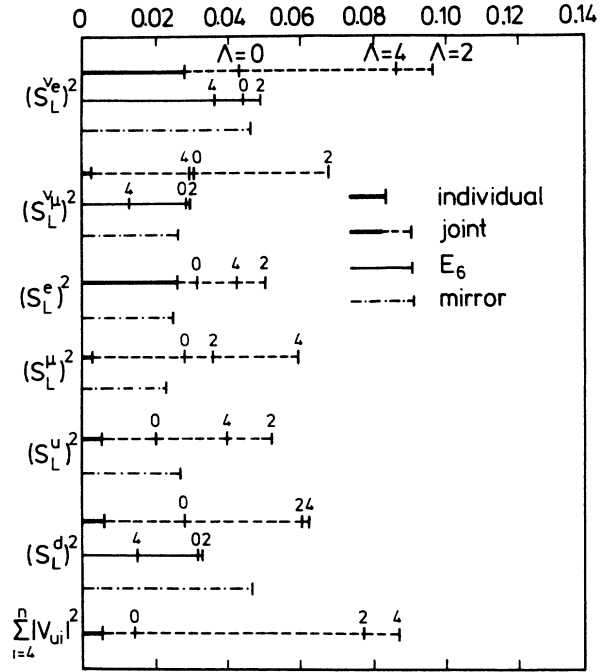 0 0.02 0.04 0.06 0.08 0.10 0.12 0.14
Λ=0 Λ=4 Λ=2
(S_L^{νe})^2
4 0 2
4 0 2
(S_L^{νμ})^2
4 0 2
individual
joint
E_6
mirror
(S_L^e)^2
0 4 2
(S_L^μ)^2
0 2 4
(S_L^u)^2
0 4 2
0 2 4
(S_L^d)^2
4 0 2
∑_{i=4}^n |V_{ui}|^2
0 2 4